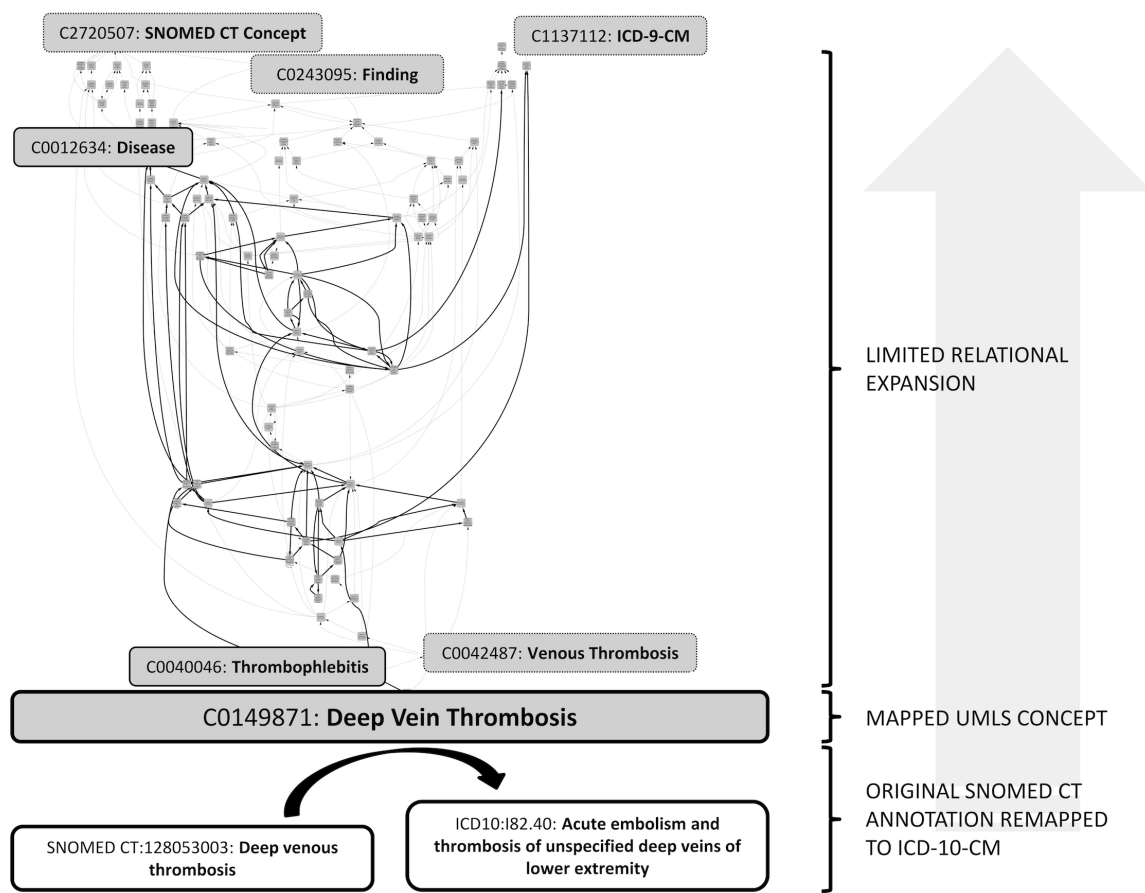 C2720507: SNOMED CT Concept
C1137112: ICD-9-CM
C0243095: Finding
C0012634: Disease
LIMITED RELATIONAL
EXPANSION
C0042487: Venous Thrombosis
C0040046: Thrombophlebitis
C0149871: Deep Vein Thrombosis
MAPPED UMLS CONCEPT
ORIGINAL SNOMED CT
ANNOTATION REMAPPED
TO ICD-10-CM
SNOMED CT:128053003: Deep venous
thrombosis
ICD10:I82.40: Acute embolism and
thrombosis of unspecified deep veins of
lower extremity